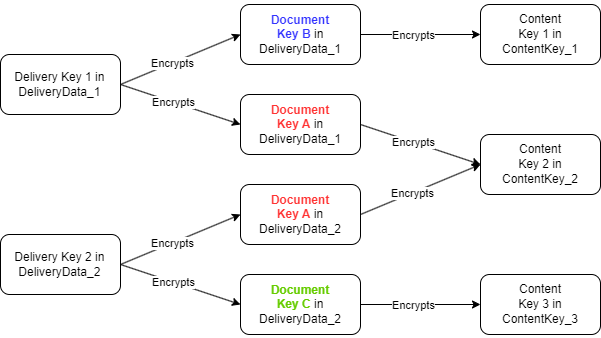 Delivery Key 1 in
DeliveryData_1
Encrypts
Encrypts
Document
Key B in
DeliveryData_1
Encrypts
Content
Key 1 in
ContentKey_1
Document
Key A in
DeliveryData_1
Encrypts
Content
Key 2 in
ContentKey_2
Document
Key A in
DeliveryData_2
Encrypts
Delivery Key 2 in
DeliveryData_2
Encrypts
Encrypts
Document
Key C in
DeliveryData_2
Encrypts
Content
Key 3 in
ContentKey_3